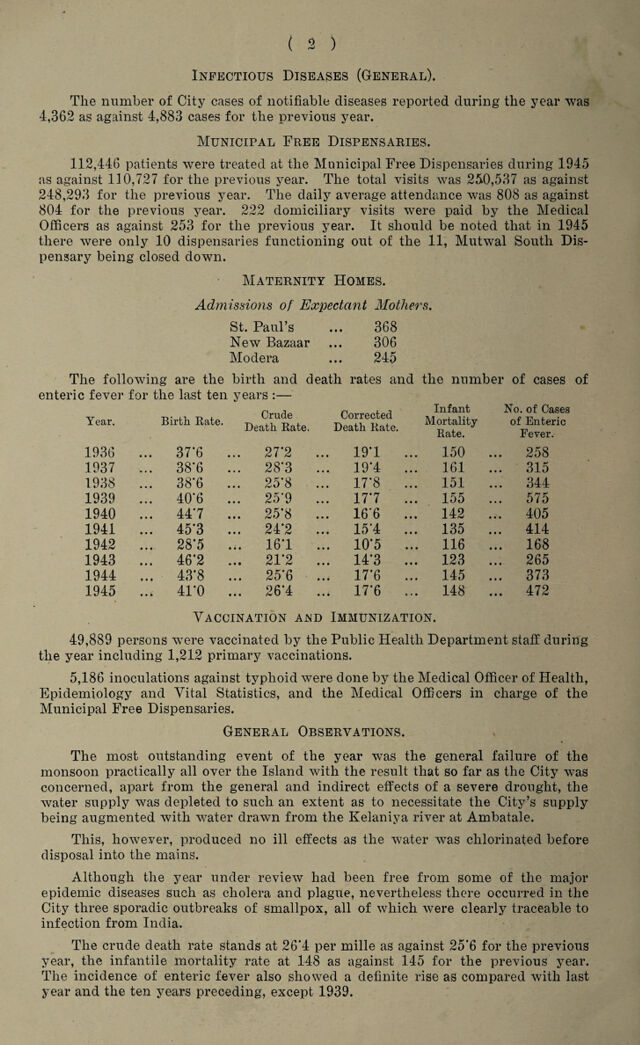 ( 2 )
Infectious Diseases (General).
The number of City cases of notifiable diseases reported during the year was
4,362 as against 4,883 cases for the previous year.
Municipal Free Dispensaries.
112,446 patients were treated at the Municipal Free Dispensaries during 1945
as against 110,727 for the previous year. The total visits was 250,537 as against
248,293 for the previous year. The daily average attendance was 808 as against
804 for the previous year. 222 domiciliary visits were paid by the Medical
Officers as against 253 for the previous year. It should be noted that in 1945
there were only 10 dispensaries functioning out of the 11, Mutwal South Dis-
pensary being closed down.
Maternity Homes.
Admissions of Expectant Mothers.
St. Paul's ... 368
New Bazaar ... 306
Modera ... 245
The following are the birth and death rates and the number of cases of
enteric fever for the last ten years :—
Year. Birth Rate. Crude Death Rate. Corrected Death Rate. Infant Mortality Rate. No. of Cases of Enteric Fever.
1936 ... 37·6 ... 27·2 ... 19·1 ... 150 ... 258
1937 ... 38·6 ... 28·3 ... 19·4 ... 161 ... 315
1938 ... 38·6 ... 25·8 ... 17·8 ... 151 ... 344
1939 ... 40·6 ... 25·9 ... 17·7 ... 155 ... 575
1940 ... 44·7 ... 25·8 ... 16·6 ... 142 ... 405
1941 ... 45·3 ... 24·2 ... 15·4 ... 135 ... 414
1942 ... 28·5 ... 16·1 ... 10·5 ... 116 ... 168
1943 ... 46·2 ... 21·2 ... 14·3 ... 123 ... 265
1944 ... 43·8 ... 25·6 ... 17·6 ... 145 ... 373
1945 ... 41·0 ... 26·4 ... 17·6 ... 148 ... 472
Vaccination and Immunization.
49,889 persons were vaccinated by the Public Health Department staff during
the year including 1,212 primary vaccinations.
5,186 inoculations against typhoid were done by the Medical Officer of Health,
Epidemiology and Vital Statistics, and the Medical Officers in charge of the
Municipal Free Dispensaries.
General Observations.
The most outstanding event of the year was the general failure of the
monsoon practically all over the Island with the result that so far as the City was
concerned, apart from the general and indirect effects of a severe drought, the
water supply was depleted to such an extent as to necessitate the City's supply
being augmented with water drawn from the Kelaniya river at Ambatale.
This, however, produced no ill effects as the water was chlorinated before
disposal into the mains.
Although the year under review had been free from some of the major
epidemic diseases such as cholera and plague, nevertheless there occurred in the
City three sporadic outbreaks of smallpox, all of which were clearly traceable to
infection from India.
The crude death rate stands at 26·4 per mille as against 25·6 for the previous
year, the infantile mortality rate at 148 as against 145 for the previous year.
The incidence of enteric fever also showed a definite rise as compared with last
year and the ten years preceding, except 1939.